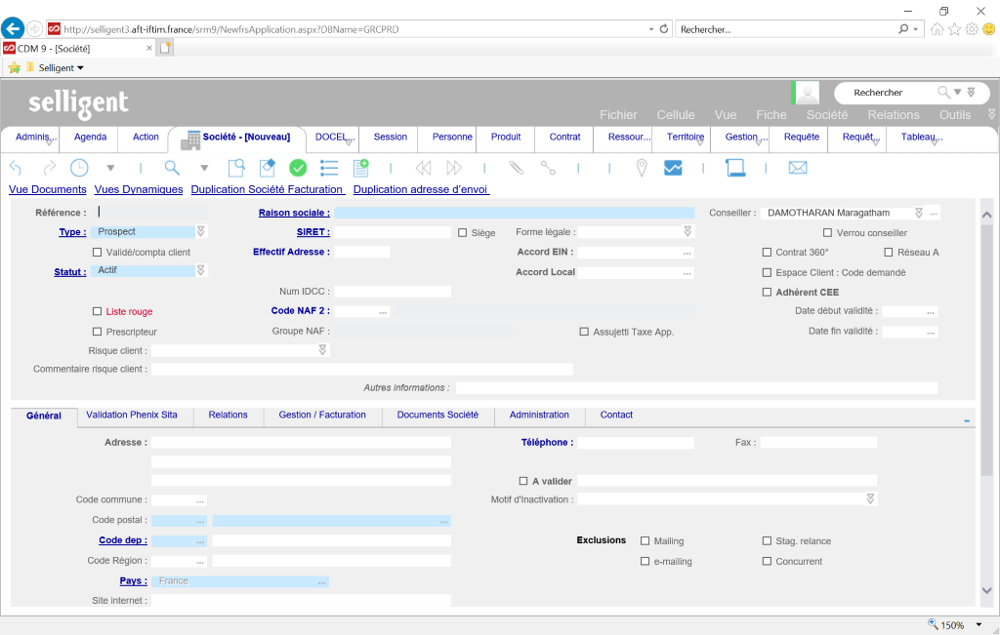 http://selligent3.aft-iftim.france/srm9/NewfrsApplication.aspx?DBName=GRCPRD
Rechercher...
CDM 9 - [Société]
Selligent
selligent
Rechercher
Fichier Cellule Vue Fiche Société Relations Outils
Adminis... Agenda Action Société - [Nouveau] DOCEL... Session Personne Produit Contrat Ressour... Territoire Gestion... Requête Requêt... Tableau...
Vue Documents Vues Dynamiques Duplication Société Facturation Duplication adresse d'envoi
Référence : Raison sociale : Conseiller : DAMOTHARAN Maragatham ...
Type : Prospect SIRET : Siège Forme légale : Verrou conseiller
Validé/compta client Effectif Adresse : Accord EIN : ... Contrat 360° Réseau A
Statut : Actif Accord Local ... Espace Client : Code demandé
Num IDCC : Adhérent CEE
Liste rouge Code NAF 2 : ... Date début validité : ...
Prescripteur Groupe NAF : Assujetti Taxe App. Date fin validité : ...
Risque client :
Commentaire risque client :
Autres informations :
Général Validation Phenix Sita Relations Gestion / Facturation Documents Société Administration Contact
Adresse : Téléphone : Fax :
A valider
Code commune : ... Motif d'Inactivation :
Code postal : ... ...
Code dep : ... Exclusions Mailing Stag. relance
Code Région : ... e-mailing Concurrent
Pays : France ...
Site internet :
150%